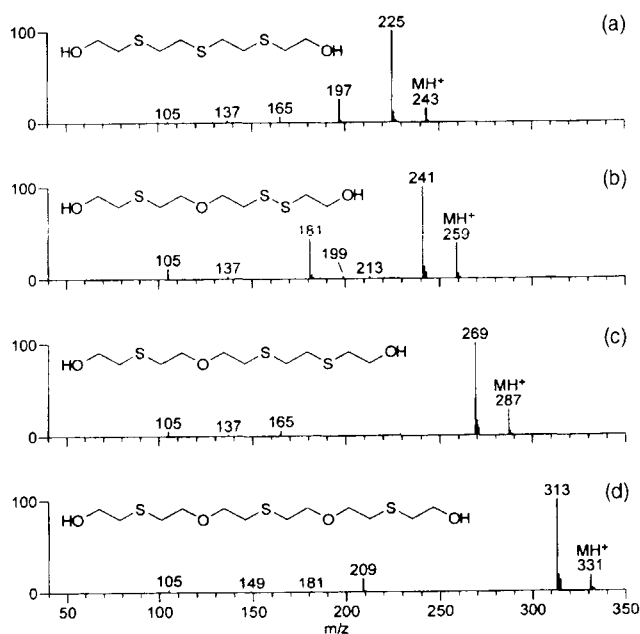 (a)
100
0
HO S S S OH
105 137 165 197 225 MH+ 243
(b)
100
0
HO S O S S OH
105 137 181 199 213 241 MH+ 259
(c)
100
0
HO S O S S OH
105 137 165 269 MH+ 287
(d)
100
0
HO S O S O S OH
105 149 181 209 313 MH+ 331
50 100 150 200 250 300 350
m/z